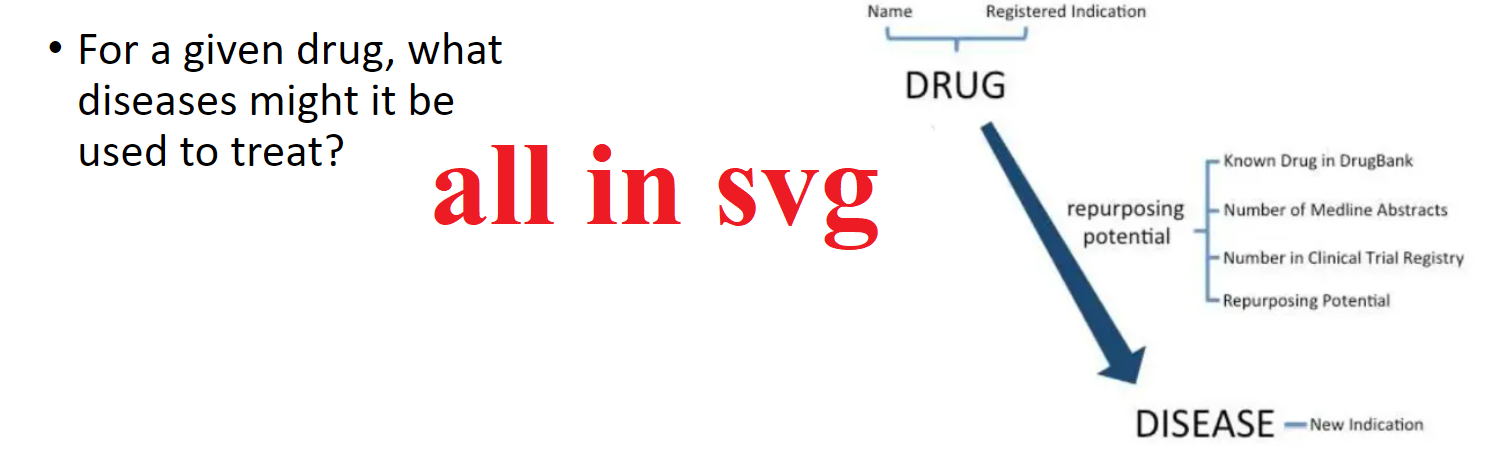 • For a given drug, what
diseases might it be
used to treat?
all in svg
Name
Registered Indication
DRUG
repurposing
potential
Known Drug in DrugBank
Number of Medline Abstracts
Number in Clinical Trial Registry
Repurposing Potential
DISEASE
New Indication